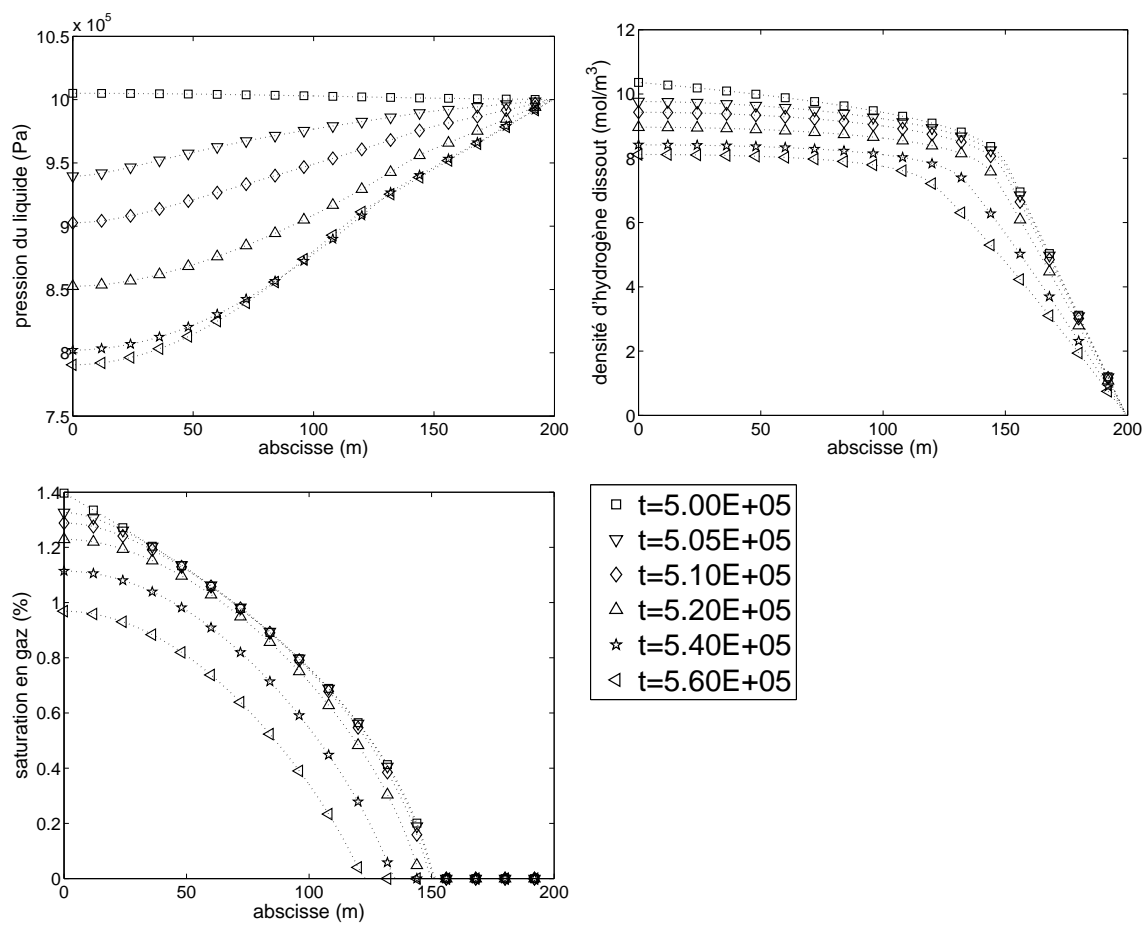 x 10⁵
10.5
10
9.5
9
8.5
8
7.5
0
50
100
150
200
pression du liquide (Pa)
abscisse (m)
12
10
8
6
4
2
0
0
50
100
150
200
densité d'hydrogène dissout (mol/m³)
abscisse (m)
1.4
1.2
1
0.8
0.6
0.4
0.2
0
0
50
100
150
200
saturation en gaz (%)
abscisse (m)
t=5.00E+05
t=5.05E+05
t=5.10E+05
t=5.20E+05
t=5.40E+05
t=5.60E+05